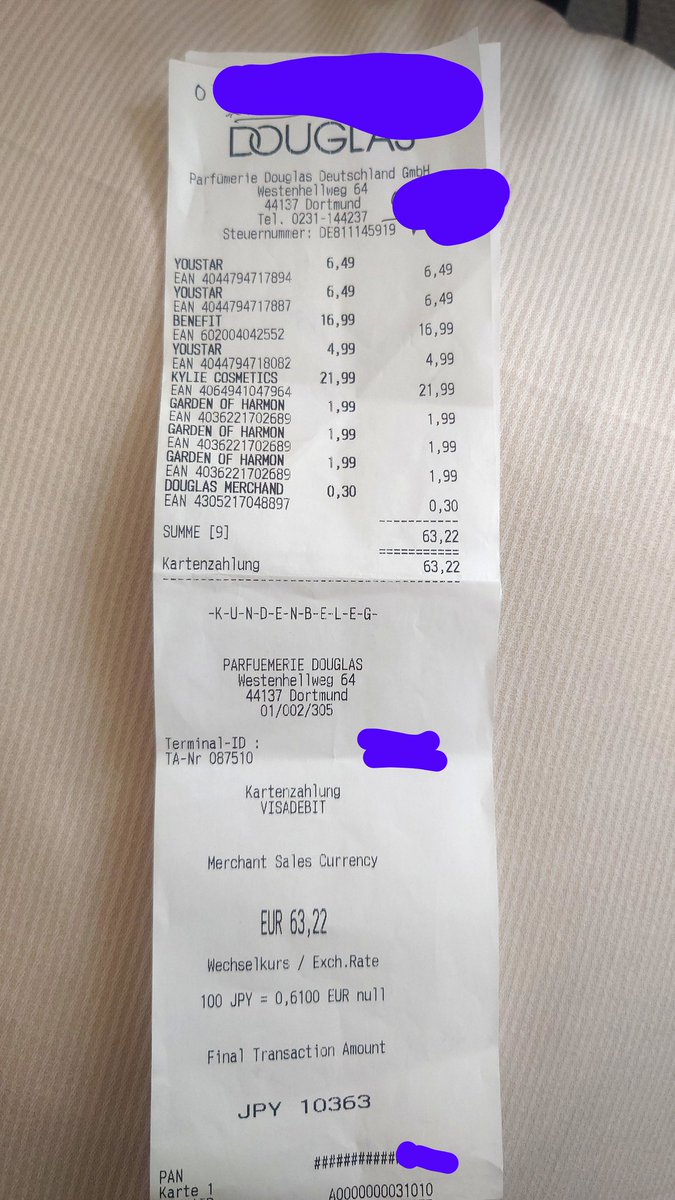 DOUGLAS
Parfümerie Douglas Deutschland GmbH
Westenhellweg 64
44137 Dortmund
Tel. 0231-144237
Steuernummer: DE811145919
YOUSTAR 6,49 6,49
EAN 4044794717894
YOUSTAR 6,49 6,49
EAN 4044794717887
BENEFIT 16,99 16,99
EAN 602004042552
YOUSTAR 4,99 4,99
EAN 4044794718082
KYLIE COSMETICS 21,99 21,99
EAN 4064941047964
GARDEN OF HARMON 1,99 1,99
EAN 4036221702689
GARDEN OF HARMON 1,99 1,99
EAN 4036221702689
GARDEN OF HARMON 1,99 1,99
EAN 4036221702689
DOUGLAS MERCHAND 0,30 0,30
EAN 4305217048897
SUMME [9] 63,22
Kartenzahlung 63,22
-K-U-N-D-E-N-B-E-L-E-G-
PARFUEMERIE DOUGLAS
Westenhellweg 64
44137 Dortmund
01/002/305
Terminal-ID :
TA-Nr 087510
Kartenzahlung
VISADEBIT
Merchant Sales Currency
EUR 63,22
Wechselkurs / Exch.Rate
100 JPY = 0,6100 EUR null
Final Transaction Amount
JPY 10363
PAN ############
Karte 1 A0000000031010